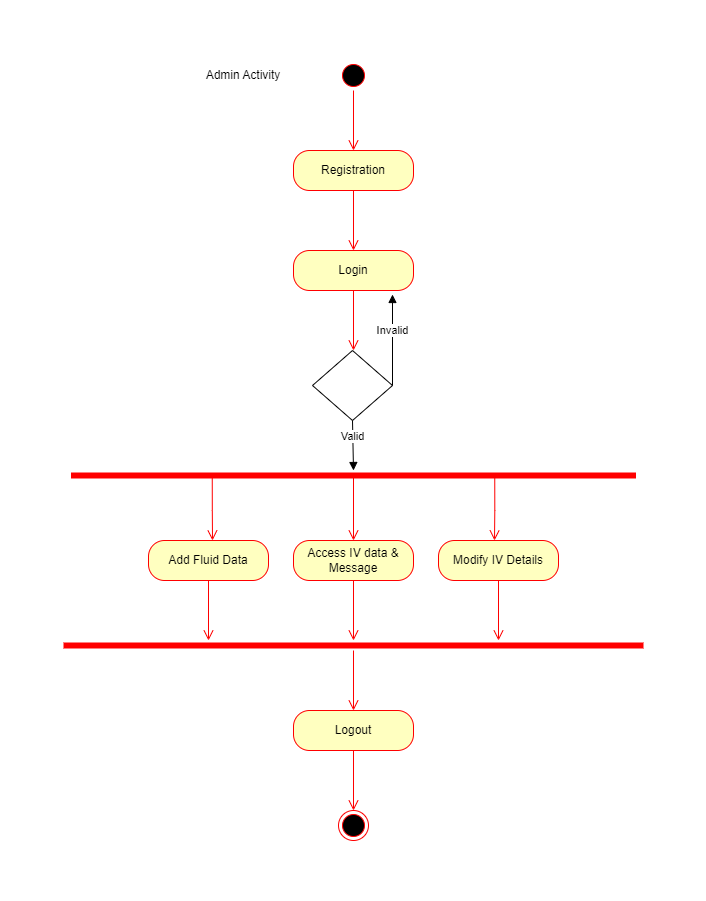 Admin Activity
Registration
Login
Invalid
Valid
Add Fluid Data
Access IV data &
Message
Modify IV Details
Logout